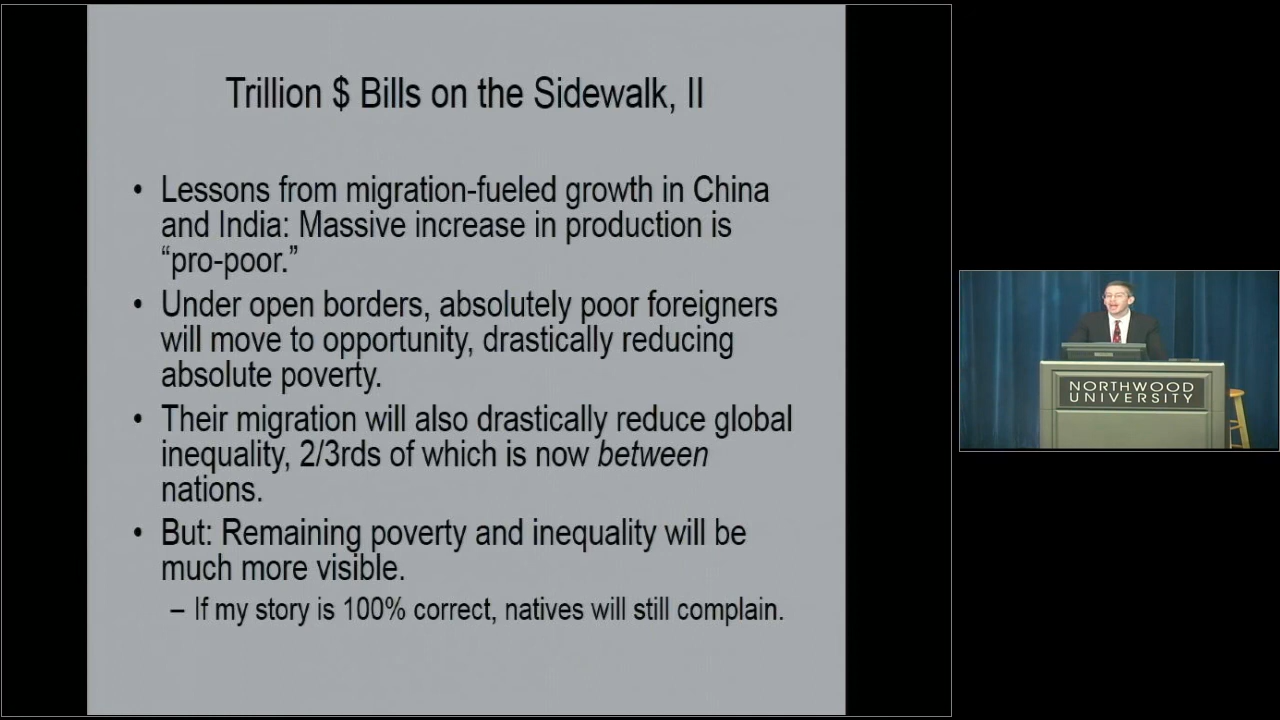 Trillion $ Bills on the Sidewalk, II
• Lessons from migration-fueled growth in China
and India: Massive increase in production is
“pro-poor.”
• Under open borders, absolutely poor foreigners
will move to opportunity, drastically reducing
absolute poverty.
• Their migration will also drastically reduce global
inequality, 2/3rds of which is now between
nations.
• But: Remaining poverty and inequality will be
much more visible.
– If my story is 100% correct, natives will still complain.
NORTHWOOD
UNIVERSITY